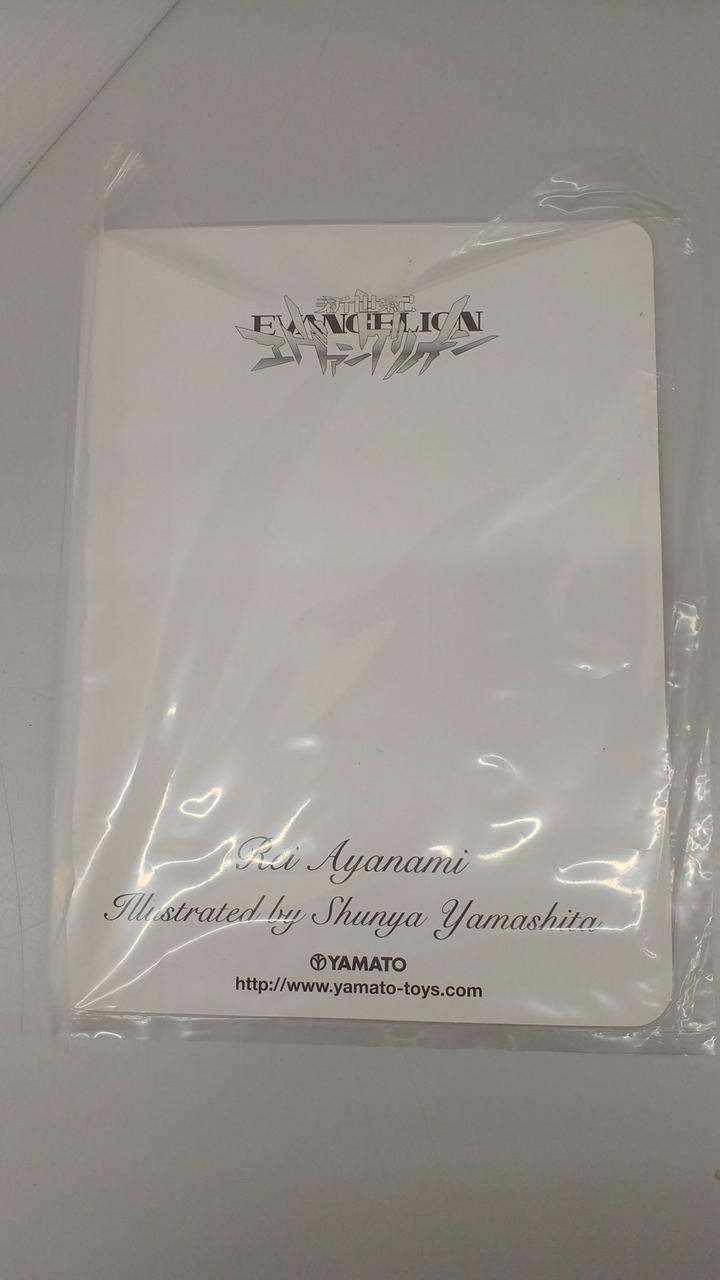 新世紀
EVANGELION
エヴァンゲリオン
Rei Ayanami
Illustrated by Shunya Yamashita
YAMATO
http://www.yamato-toys.com